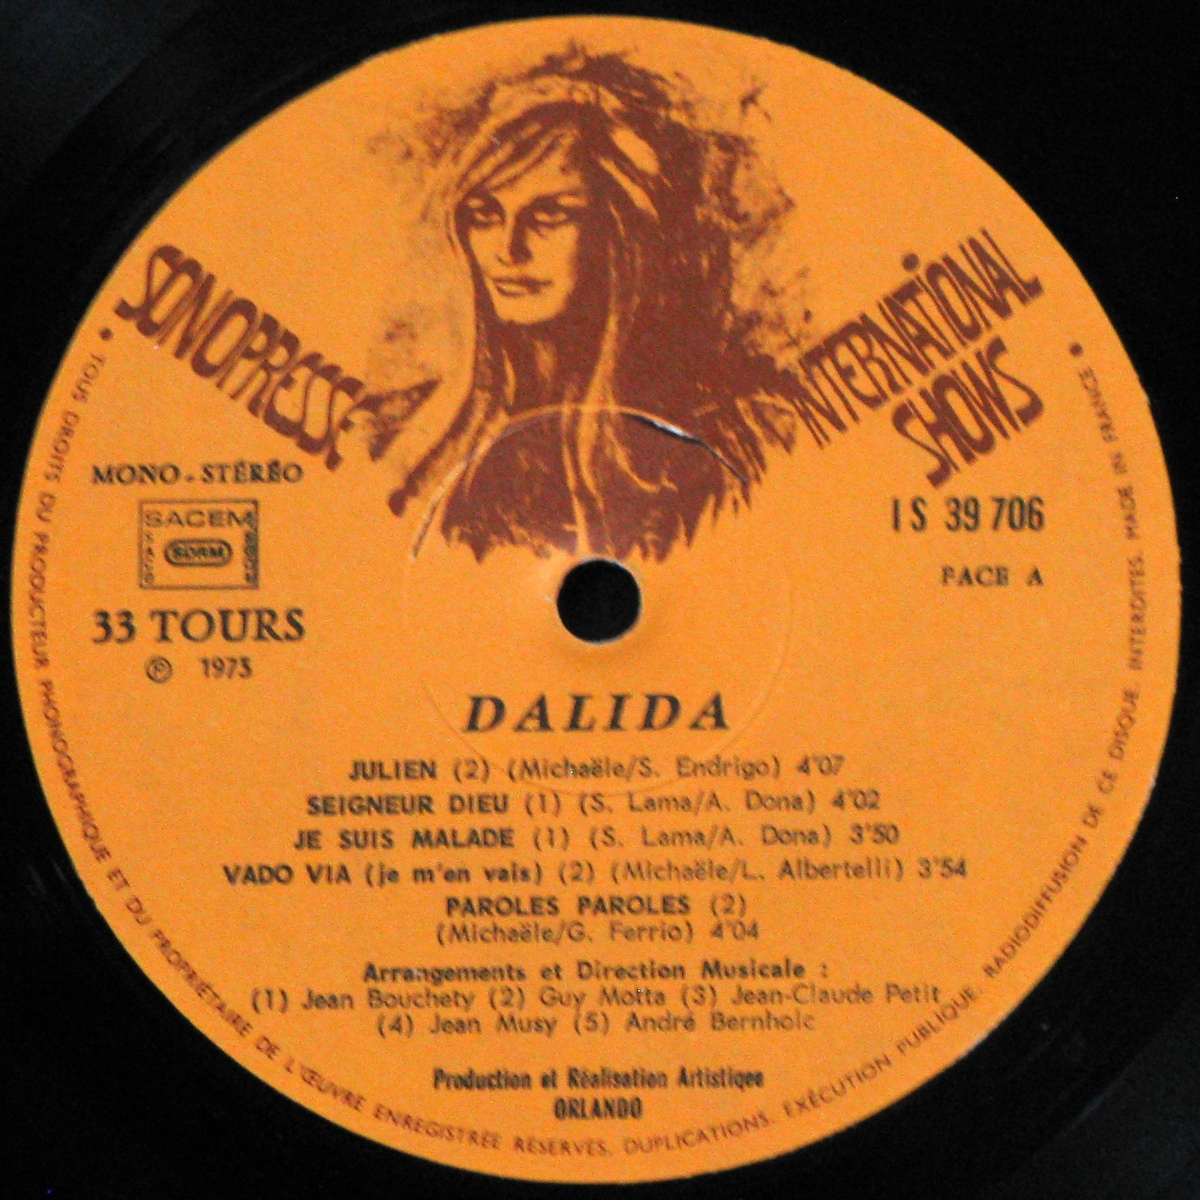 SONOPRESSE
INTERNATIONAL
SHOWS
MONO - STÉRÉO
SACEM
SACD
SDRM
SGDL
33 TOURS
℗ 1973
IS 39 706
FACE A
DALIDA
JULIEN (2) (Michaële/S. Endrigo) 4'07
SEIGNEUR DIEU (1) (S. Lama/A. Dona) 4'02
JE SUIS MALADE (1) (S. Lama/A. Dona) 3'50
VADO VIA (je m'en vais) (2) (Michaële/L. Albertelli) 3'54
PAROLES PAROLES (2)
(Michaële/G. Ferrio) 4'04
Arrangements et Direction Musicale :
(1) Jean Bouchety (2) Guy Motta (3) Jean-Claude Petit
(4) Jean Musy (5) André Bernholc
Production et Réalisation Artistiqee
ORLANDO
• TOUS DROITS DU PRODUCTEUR PHONOGRAPHIQUE ET DU PROPRIÉTAIRE DE L'ŒUVRE ENREGISTRÉE RÉSERVÉS. DUPLICATIONS. EXÉCUTION PUBLIQUE. RADIODIFFUSION DE CE DISQUE. INTERDITES. MADE IN FRANCE •